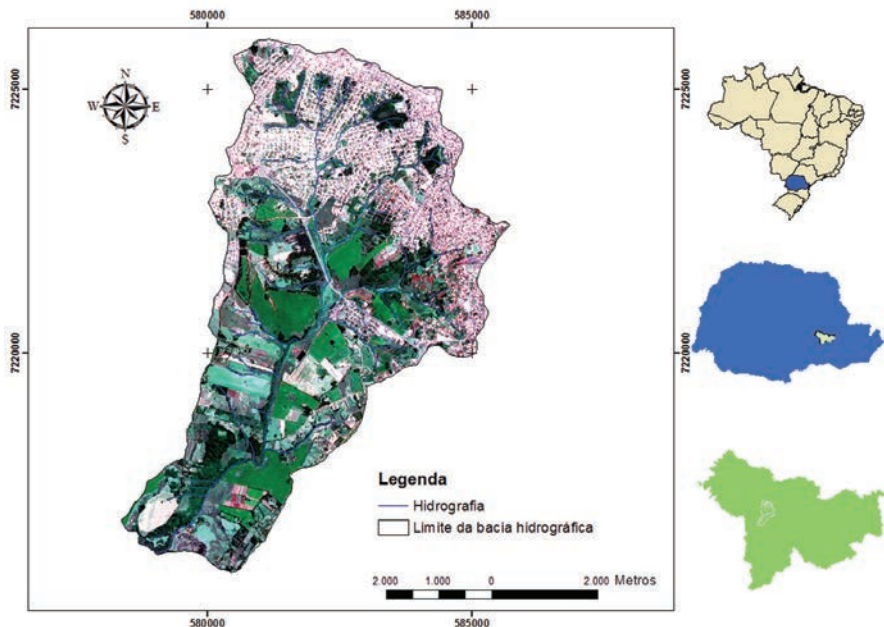 580000 585000
7225000
7225000
N
W E
S
7220000
7220000
Legenda
Hidrografia
Limite da bacia hidrográfica
2.000 1.000 0 2.000 Metros
580000 585000